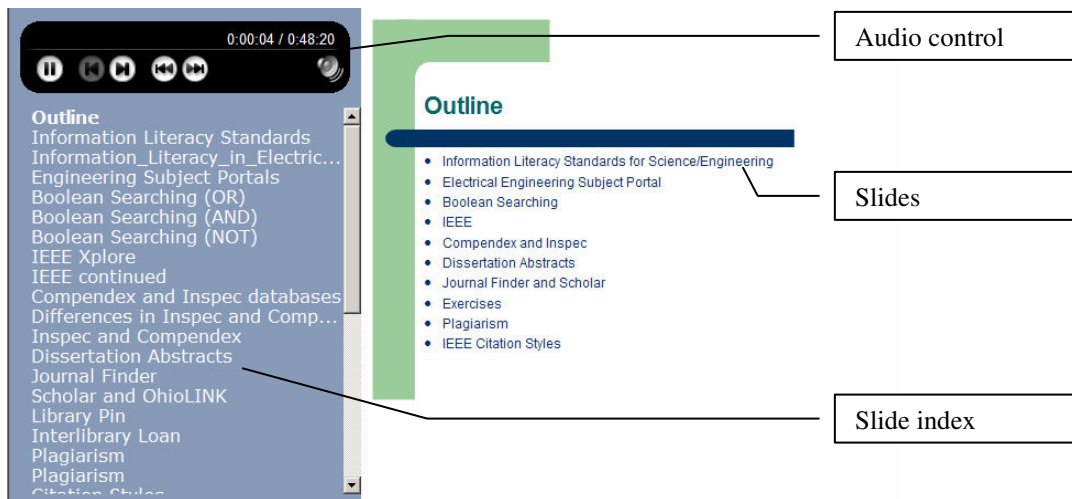 0:00:04 / 0:48:20
Outline
Information Literacy Standards
Information_Literacy_in_Electric...
Engineering Subject Portals
Boolean Searching (OR)
Boolean Searching (AND)
Boolean Searching (NOT)
IEEE Xplore
IEEE continued
Compendex and Inspec databases
Differences in Inspec and Comp...
Inspec and Compendex
Dissertation Abstracts
Journal Finder
Scholar and OhioLINK
Library Pin
Interlibrary Loan
Plagiarism
Plagiarism
Citation Styles
Outline
• Information Literacy Standards for Science/Engineering
• Electrical Engineering Subject Portal
• Boolean Searching
• IEEE
• Compendex and Inspec
• Dissertation Abstracts
• Journal Finder and Scholar
• Exercises
• Plagiarism
• IEEE Citation Styles
Audio control
Slides
Slide index